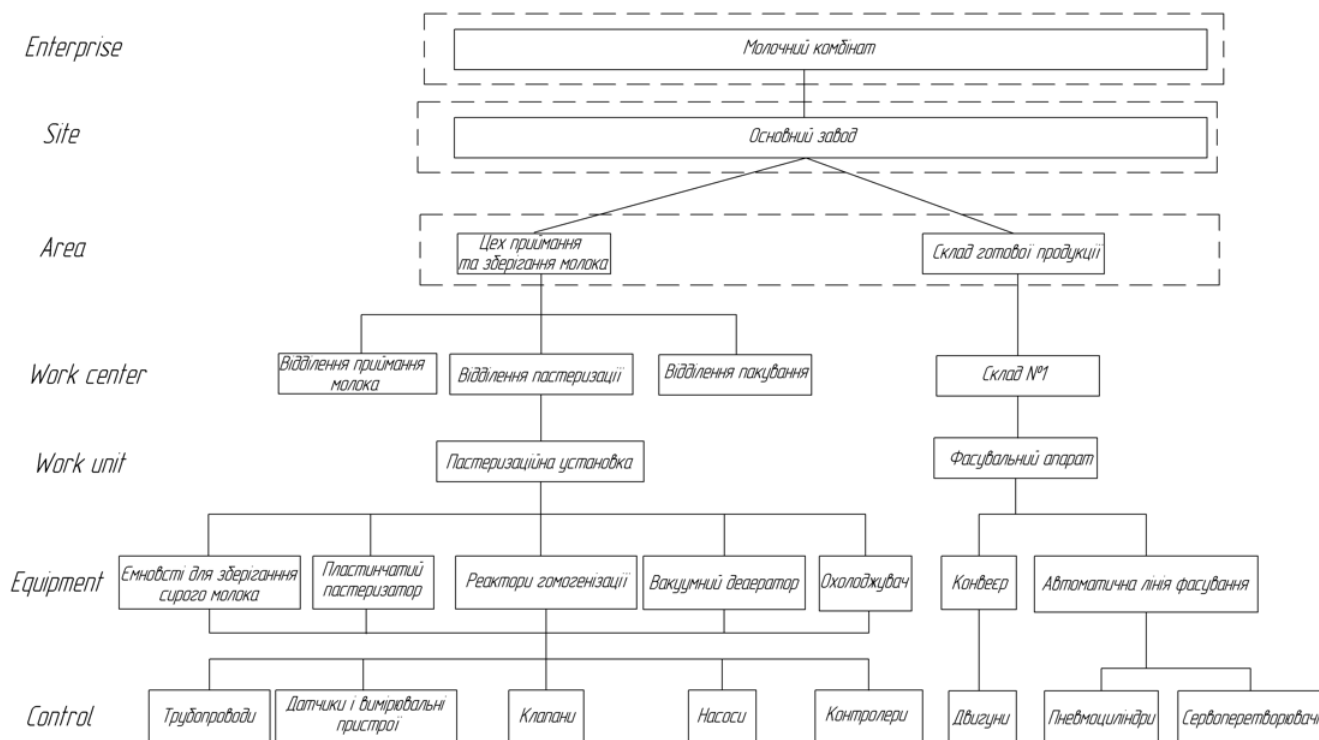 Enterprise
Молочний комбінат
Site
Основний завод
Area
Цех приймання
та зберігання молока
Склад готової продукції
Work center
Відділення приймання
молока
Відділення пастеризації
Відділення пакування
Склад №1
Work unit
Пастеризаційна установка
Фасувальний апарат
Equipment
Ємновсті для зберігання
сирого молока
Пластинчатий
пастеризатор
Реактори гомогенізації
Вакуумний деаератор
Охолоджувач
Конвеєр
Автоматична лінія фасування
Control
Трубопроводи
Датчики і вимірювальні
пристрої
Клапани
Насоси
Контролери
Двигуни
Пневмоциліндри
Сервоперетворювачі